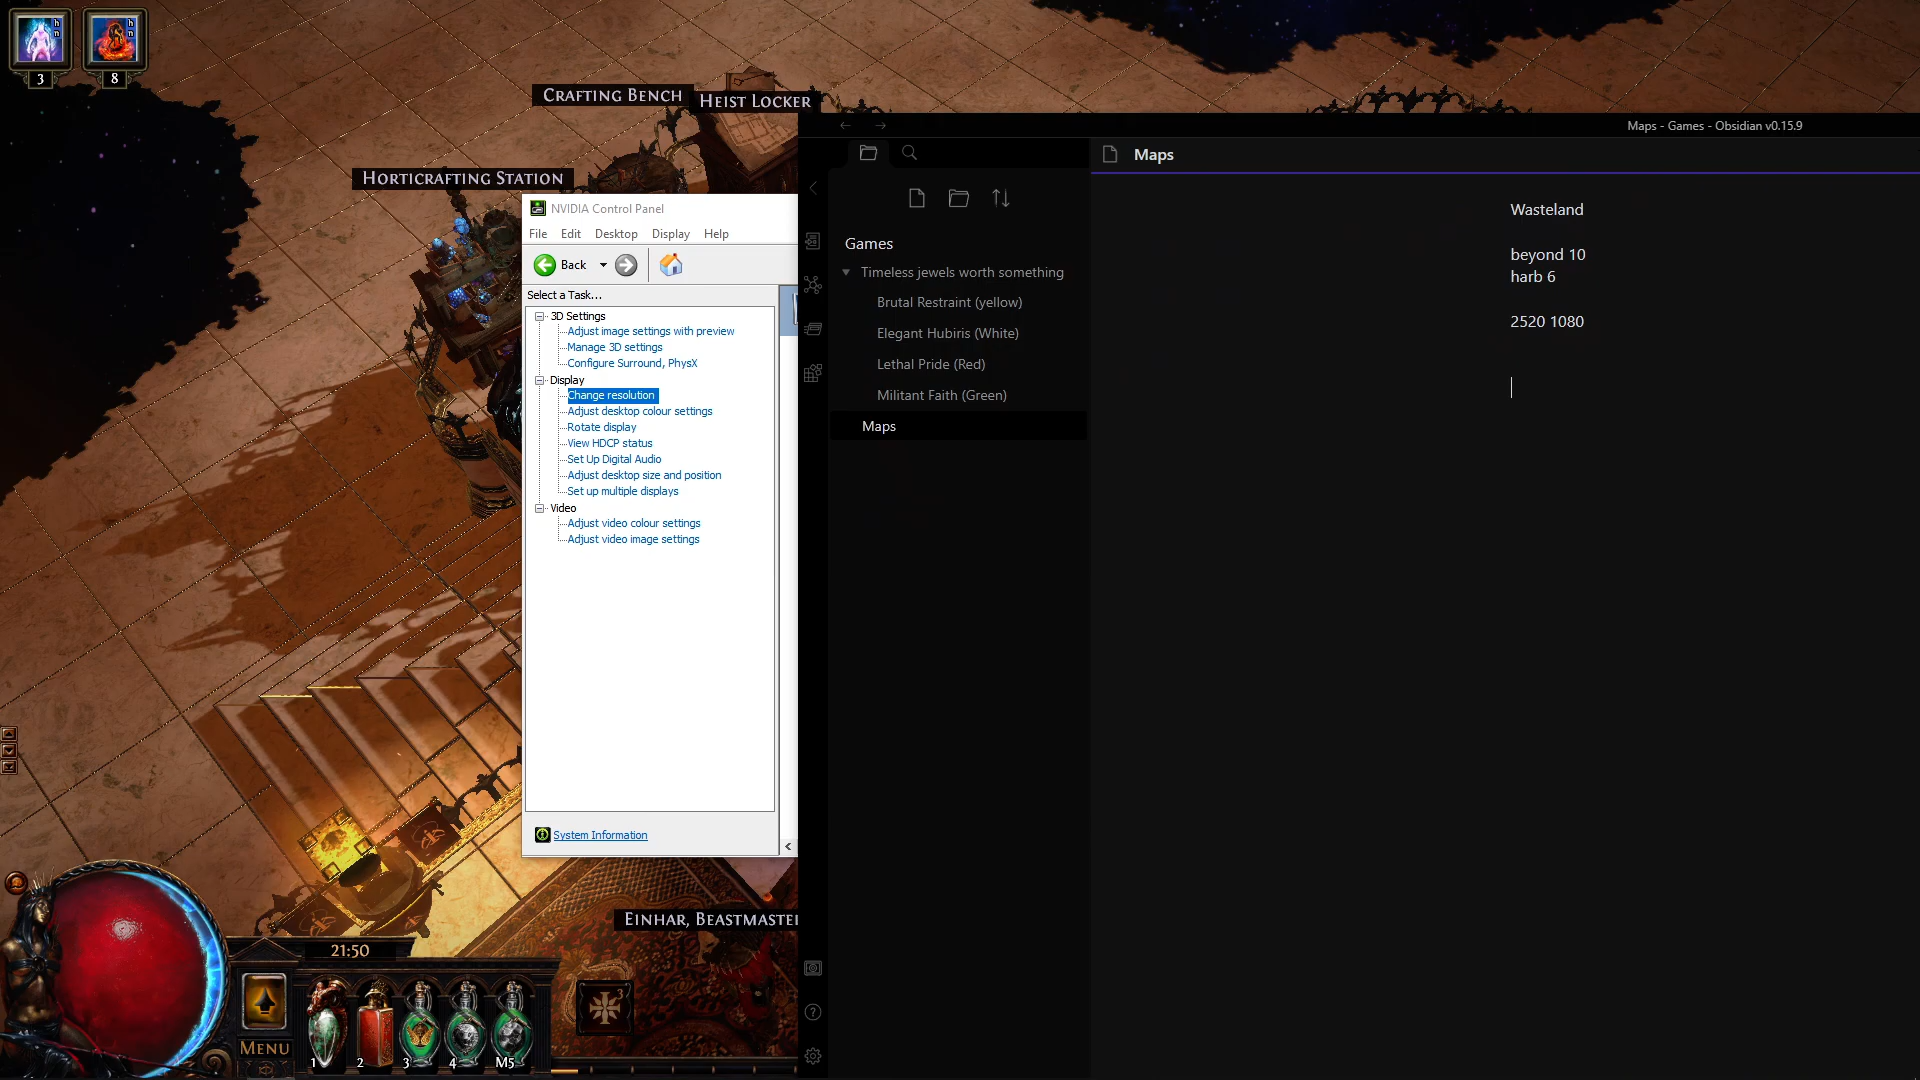 h
n
3
h
n
8
Crafting Bench
Heist Locker
Horticrafting Station
NVIDIA Control Panel
File Edit Desktop Display Help
Back
Select a Task...
3D Settings
Adjust image settings with preview
Manage 3D settings
Configure Surround, PhysX
Display
Change resolution
Adjust desktop colour settings
Rotate display
View HDCP status
Set Up Digital Audio
Adjust desktop size and position
Set up multiple displays
Video
Adjust video colour settings
Adjust video image settings
System Information
Maps - Games - Obsidian v0.15.9
Games
Timeless jewels worth something
Brutal Restraint (yellow)
Elegant Hubiris (White)
Lethal Pride (Red)
Militant Faith (Green)
Maps
Maps
Wasteland
beyond 10
harb 6
2520 1080
Einhar, Beastmaster
21:50
Menu
1 2 3 4 M5
3